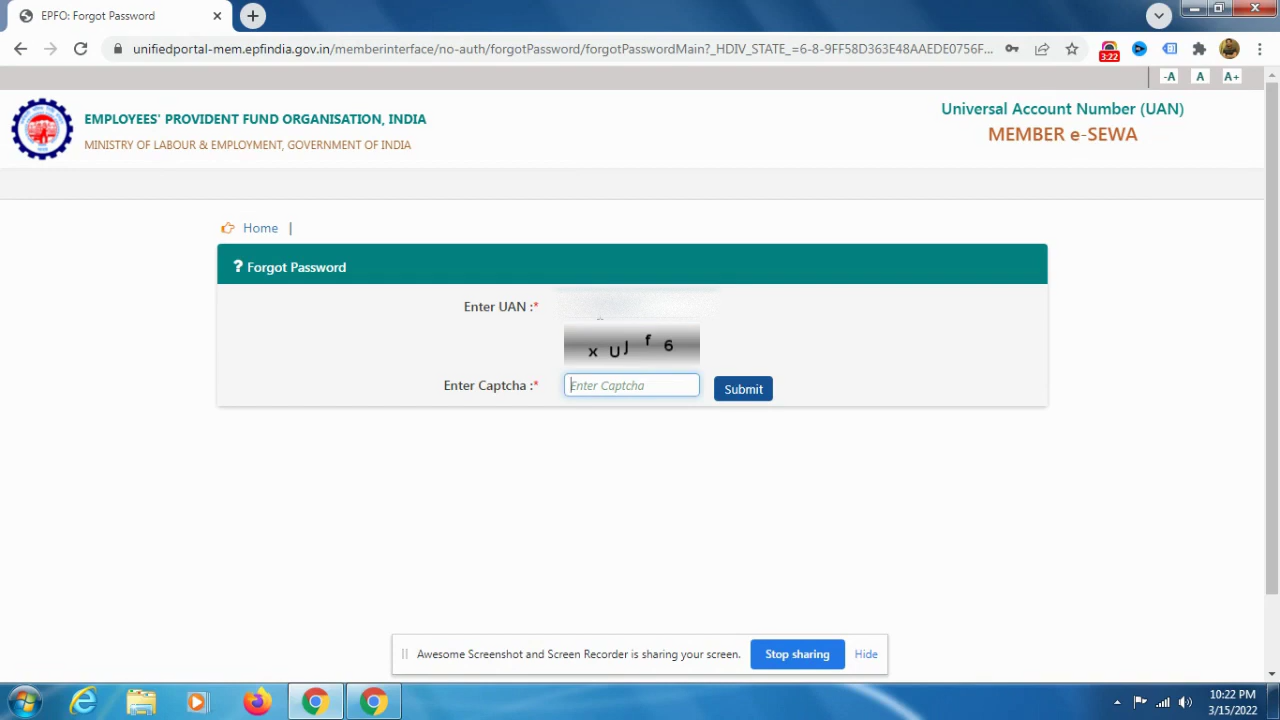 EPFO: Forgot Password
unifiedportal-mem.epfindia.gov.in/memberinterface/no-auth/forgotPassword/forgotPasswordMain?_HDIV_STATE_=6-8-9FF58D363E48AAEDE0756F...
3:22
-A A A+
EMPLOYEES' PROVIDENT FUND ORGANISATION, INDIA
MINISTRY OF LABOUR & EMPLOYMENT, GOVERNMENT OF INDIA
Universal Account Number (UAN)
MEMBER e-SEWA
Home |
? Forgot Password
Enter UAN :*
x U J f 6
Enter Captcha :* Enter Captcha Submit
Awesome Screenshot and Screen Recorder is sharing your screen. Stop sharing Hide
10:22 PM
3/15/2022